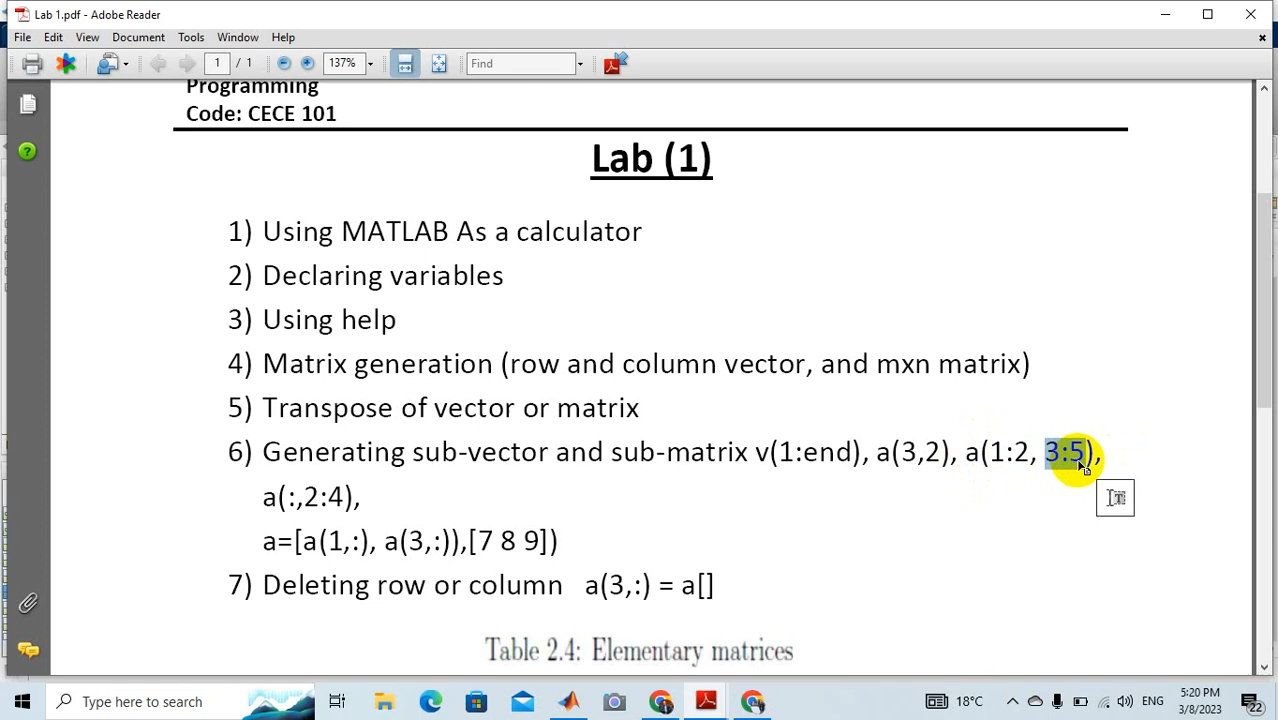 Lab 1.pdf - Adobe Reader
File Edit View Document Tools Window Help
1 / 1 137% Find
Programming
Code: CECE 101
Lab (1)
1) Using MATLAB As a calculator
2) Declaring variables
3) Using help
4) Matrix generation (row and column vector, and mxn matrix)
5) Transpose of vector or matrix
6) Generating sub-vector and sub-matrix v(1:end), a(3,2), a(1:2, 3:5),
a(:,2:4),
a=[a(1,:), a(3,:)),[7 8 9])
7) Deleting row or column a(3,:) = a[]
Table 2.4: Elementary matrices
Type here to search
18°C
ENG
5:20 PM
3/8/2023
22